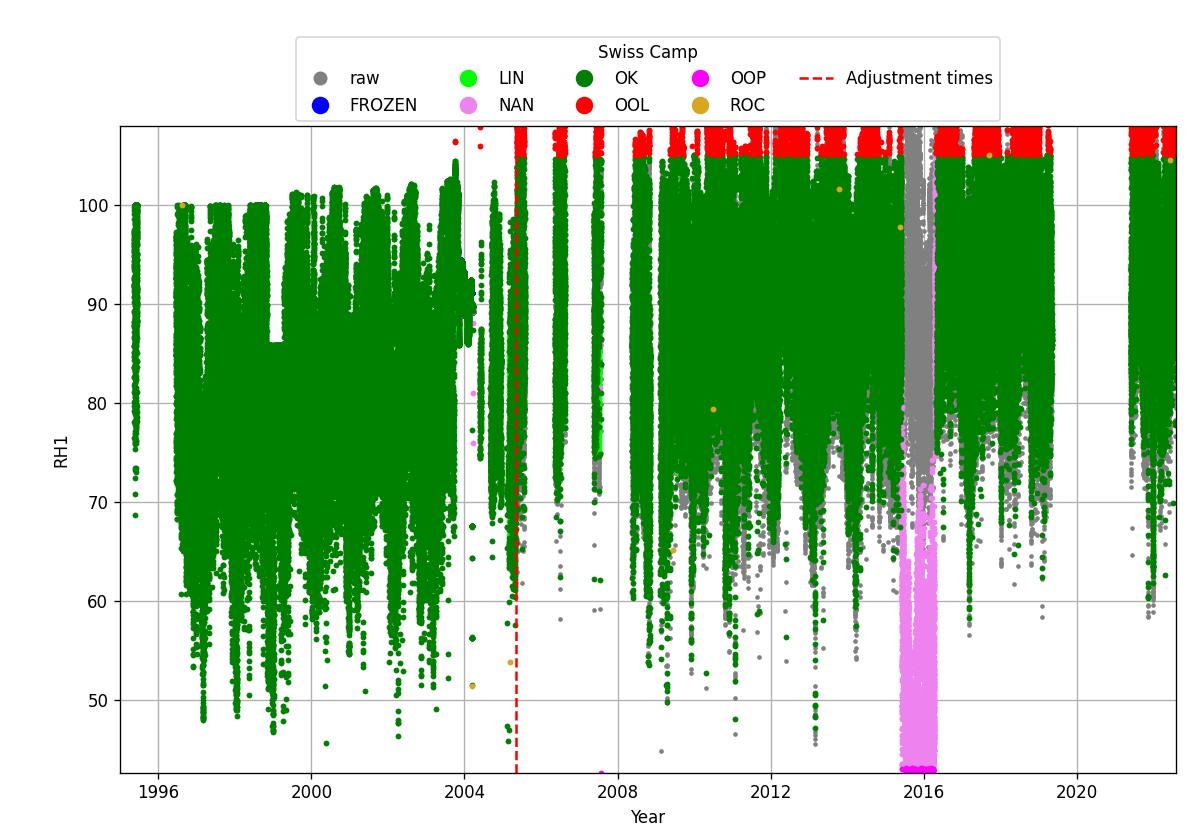 Swiss Camp
raw LIN OK OOP Adjustment times
FROZEN NAN OOL ROC
100
90
80
70
60
50
RH1
1996 2000 2004 2008 2012 2016 2020
Year